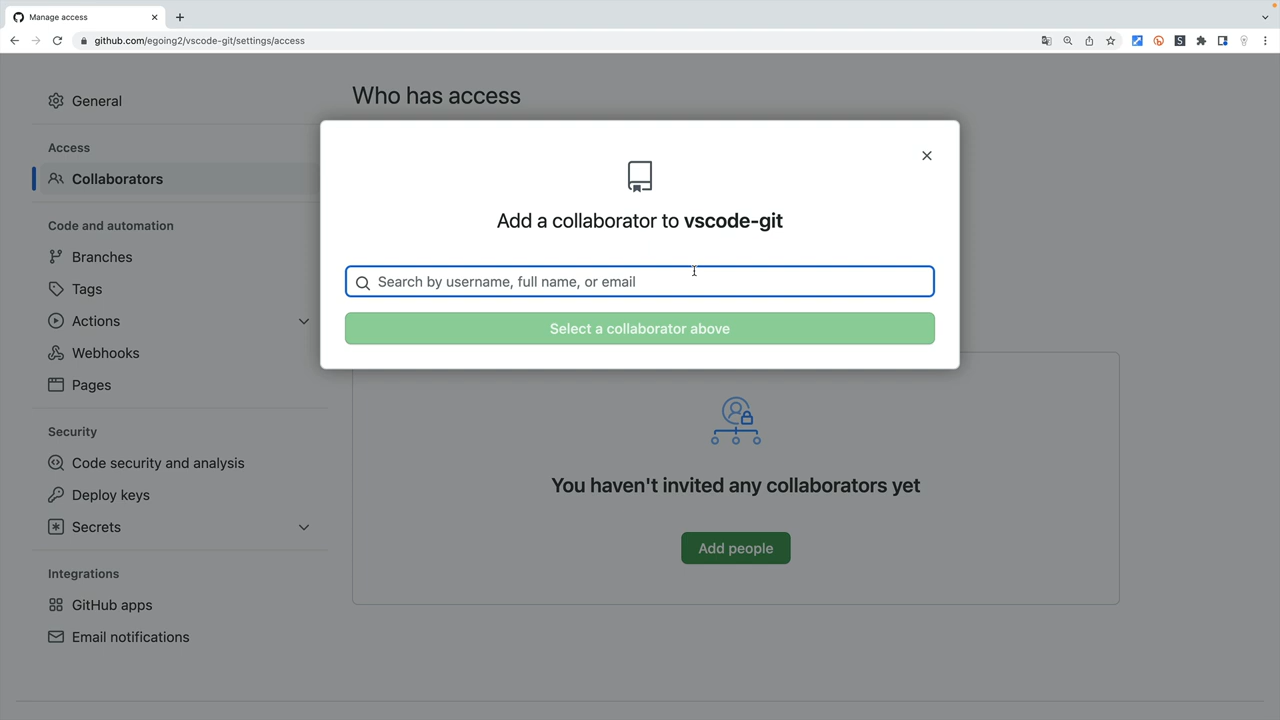 Manage access
github.com/egoing2/vscode-git/settings/access
General
Access
Collaborators
Code and automation
Branches
Tags
Actions
Webhooks
Pages
Security
Code security and analysis
Deploy keys
Secrets
Integrations
GitHub apps
Email notifications
Who has access
Add a collaborator to vscode-git
Search by username, full name, or email
Select a collaborator above
You haven't invited any collaborators yet
Add people